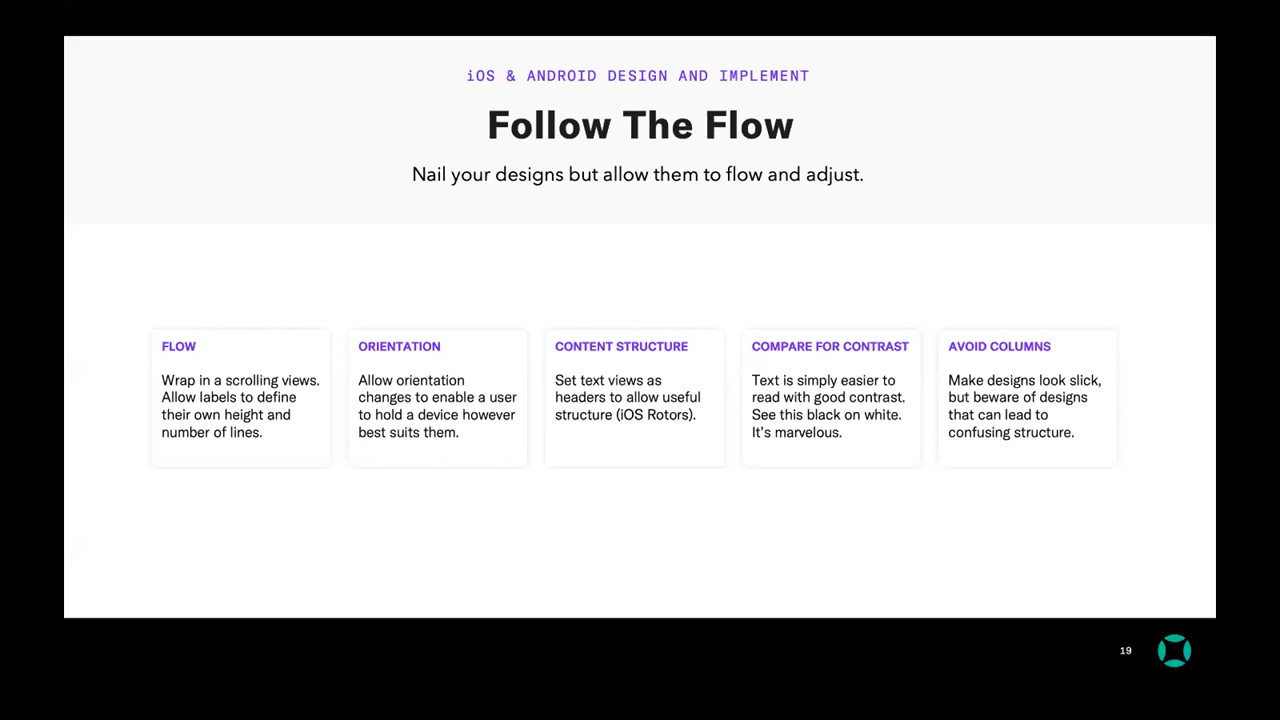 iOS & ANDROID DESIGN AND IMPLEMENT
Follow The Flow
Nail your designs but allow them to flow and adjust.
FLOW
Wrap in a scrolling views.
Allow labels to define
their own height and
number of lines.
ORIENTATION
Allow orientation
changes to enable a user
to hold a device however
best suits them.
CONTENT STRUCTURE
Set text views as
headers to allow useful
structure (iOS Rotors).
COMPARE FOR CONTRAST
Text is simply easier to
read with good contrast.
See this black on white.
It's marvelous.
AVOID COLUMNS
Make designs look slick,
but beware of designs
that can lead to
confusing structure.
19